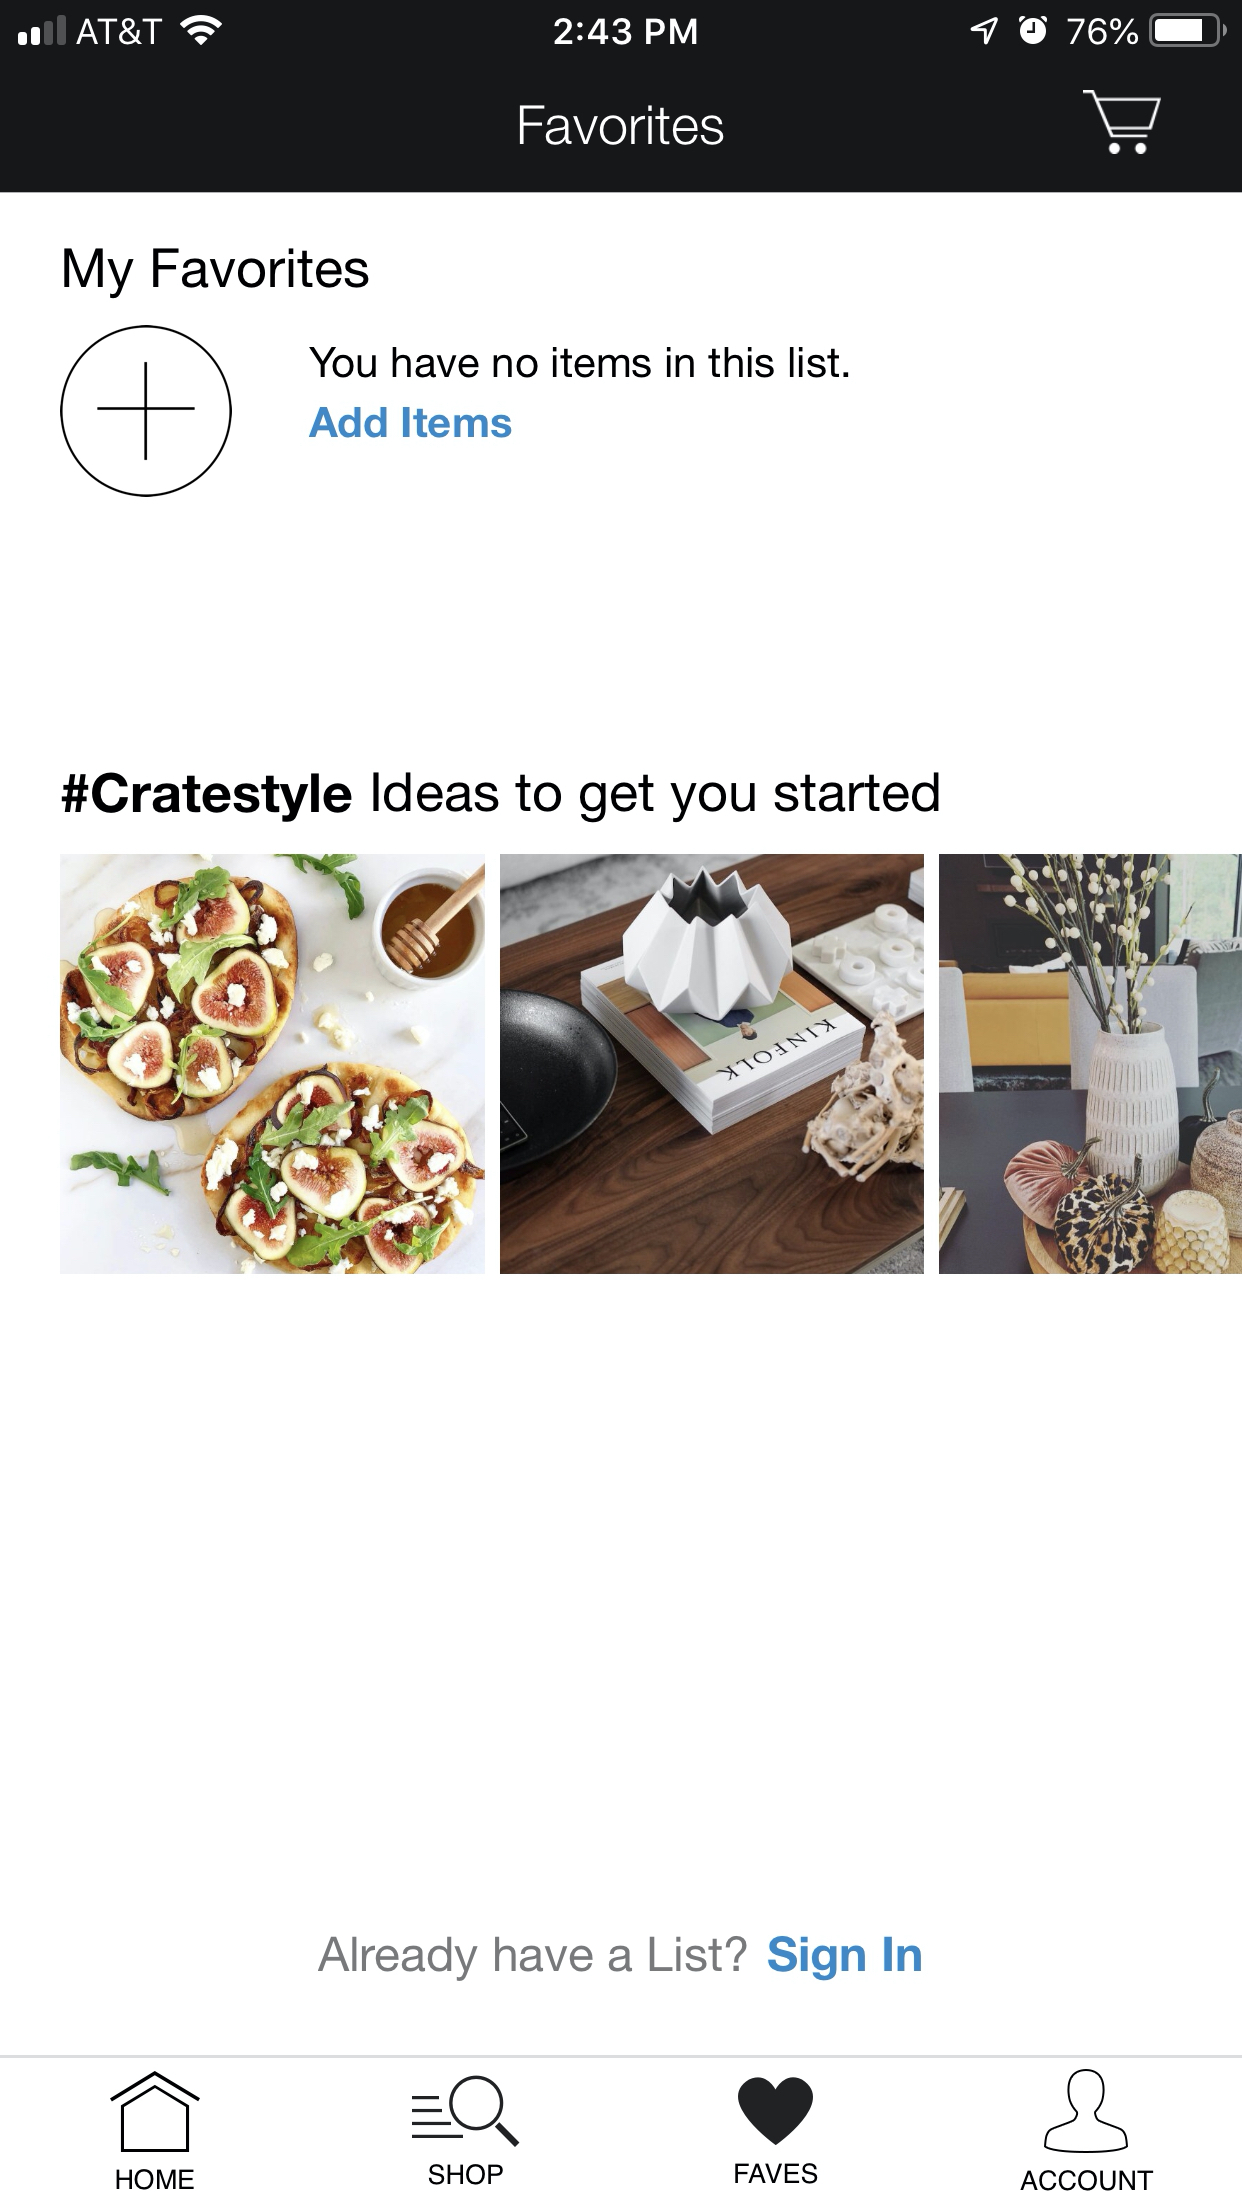 AT&T 2:43 PM 76%
Favorites
My Favorites
You have no items in this list.
Add Items
#Cratestyle Ideas to get you started
KINFOLK
Already have a List? Sign In
HOME SHOP FAVES ACCOUNT